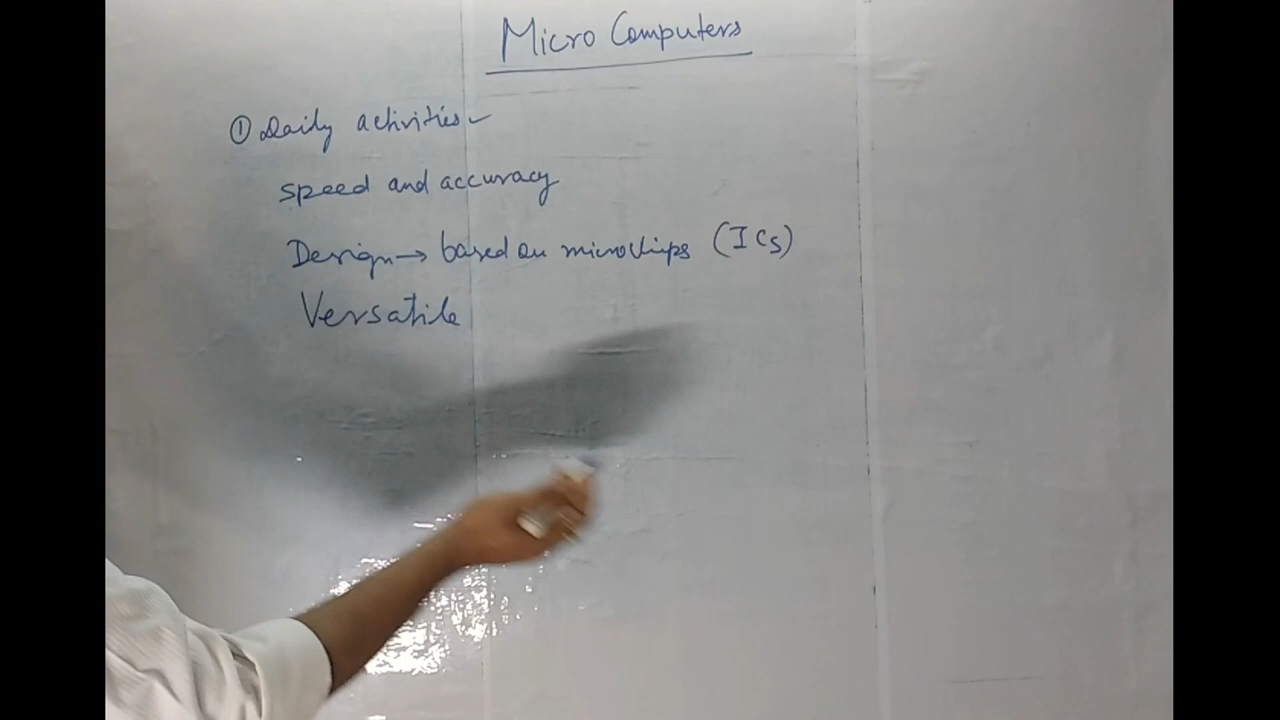 Micro Computers
① Daily activities
speed and accuracy
Design → based on microchips (ICs)
Versatile